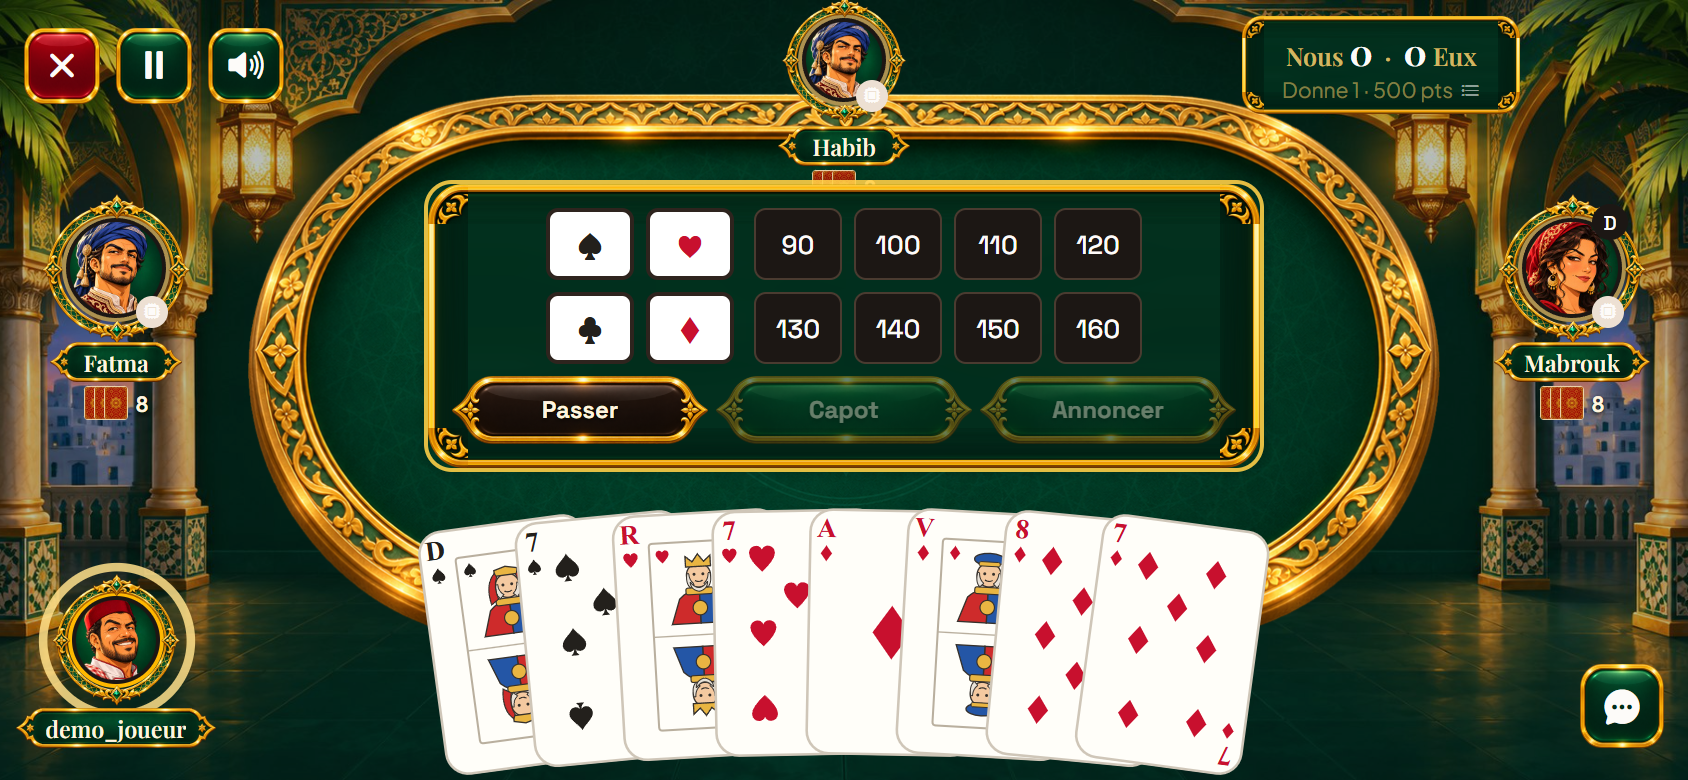 Nous 0 · 0 Eux
Donne 1 · 500 pts
Habib
D
90 100 110 120
130 140 150 160
Passer Capot Annoncer
Fatma
8
Mabrouk
8
D
7
R
7
A
V
8
7
7
demo_joueur